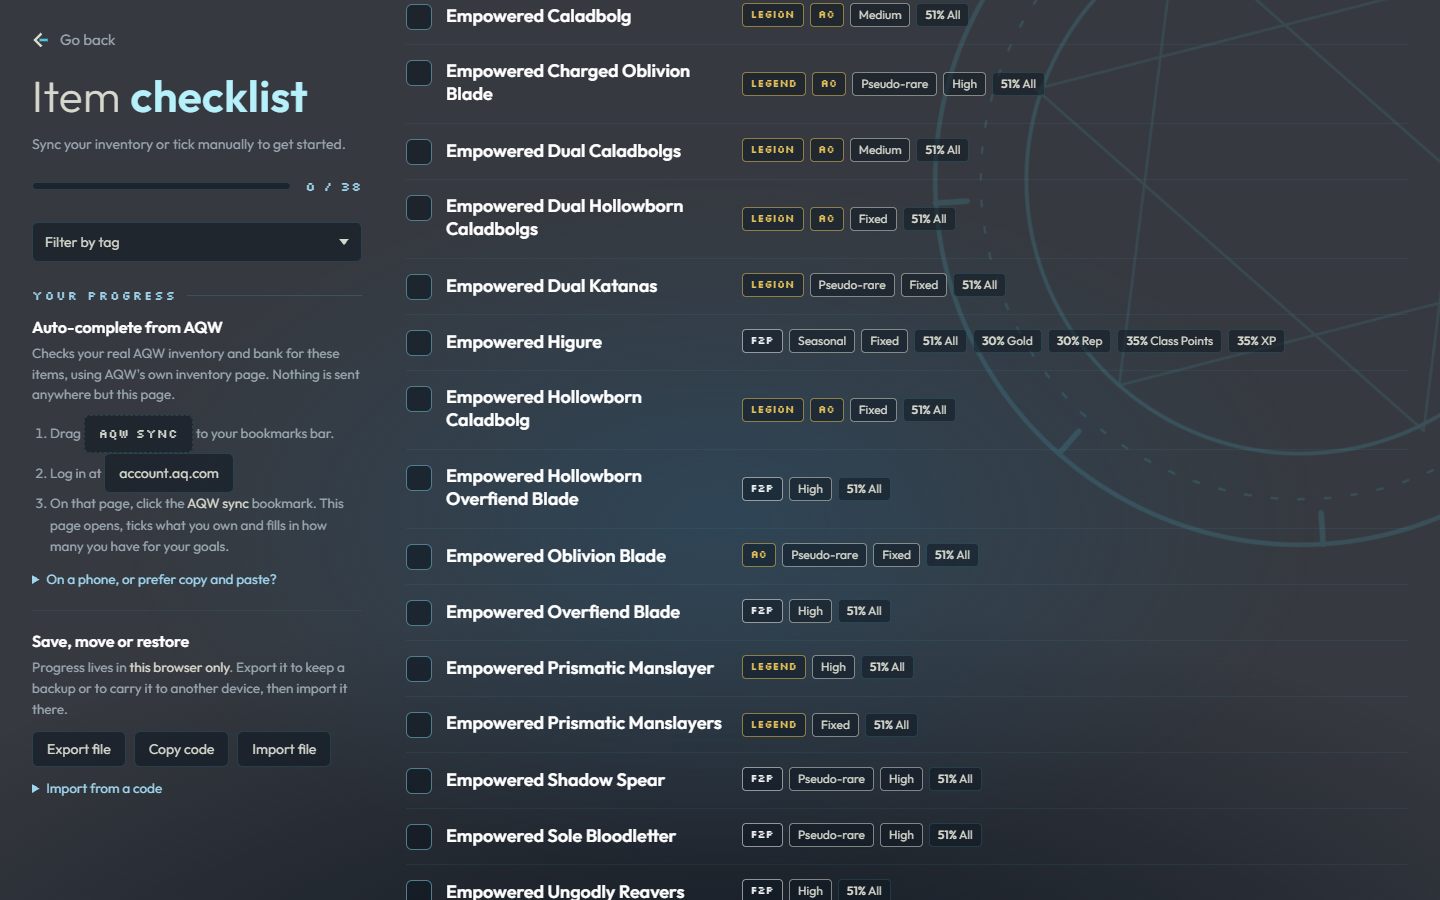 Go back
Item checklist
Sync your inventory or tick manually to get started.
0 / 38
Filter by tag
YOUR PROGRESS
Auto-complete from AQW
Checks your real AQW inventory and bank for these
items, using AQW's own inventory page. Nothing is sent
anywhere but this page.
1. Drag AQW SYNC to your bookmarks bar.
2. Log in at account.aq.com
3. On that page, click the AQW sync bookmark. This
page opens, ticks what you own and fills in how
many you have for your goals.
On a phone, or prefer copy and paste?
Save, move or restore
Progress lives in this browser only. Export it to keep a
backup or to carry it to another device, then import it
there.
Export file Copy code Import file
Import from a code
Empowered Caladbolg LEGION AC Medium 51% All
Empowered Charged Oblivion
Blade
LEGEND AC Pseudo-rare High 51% All
Empowered Dual Caladbolgs LEGION AC Medium 51% All
Empowered Dual Hollowborn
Caladbolgs
LEGION AC Fixed 51% All
Empowered Dual Katanas LEGION Pseudo-rare Fixed 51% All
Empowered Higure F2P Seasonal Fixed 51% All 30% Gold 30% Rep 35% Class Points 35% XP
Empowered Hollowborn
Caladbolg
LEGION AC Fixed 51% All
Empowered Hollowborn
Overfiend Blade
F2P High 51% All
Empowered Oblivion Blade AC Pseudo-rare Fixed 51% All
Empowered Overfiend Blade F2P High 51% All
Empowered Prismatic Manslayer LEGEND High 51% All
Empowered Prismatic Manslayers LEGEND Fixed 51% All
Empowered Shadow Spear F2P Pseudo-rare High 51% All
Empowered Sole Bloodletter F2P Pseudo-rare High 51% All
Empowered Ungodly Reavers F2P High 51% All